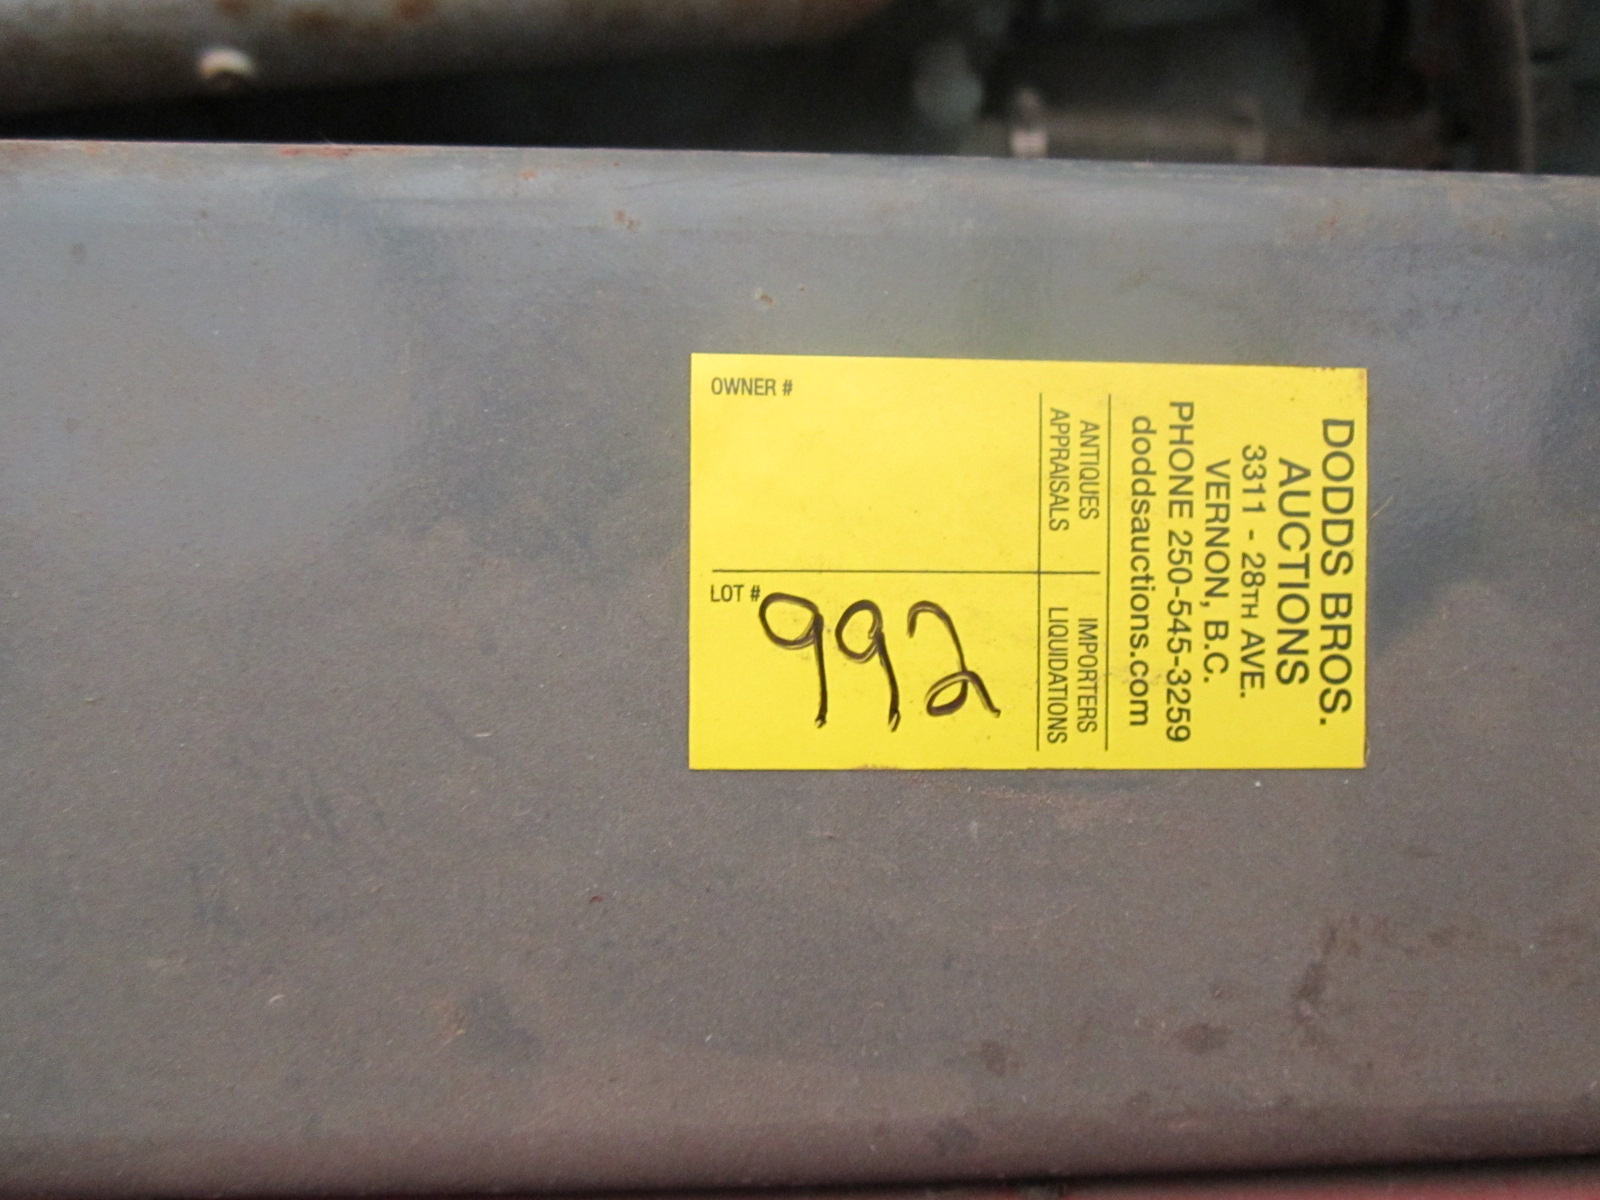 DODDS BROS.
AUCTIONS
3311 - 28TH AVE.
VERNON, B.C.
PHONE 250-545-3259
doddsauctions.com
ANTIQUES
APPRAISALS
IMPORTERS
LIQUIDATIONS
OWNER #
LOT #
992